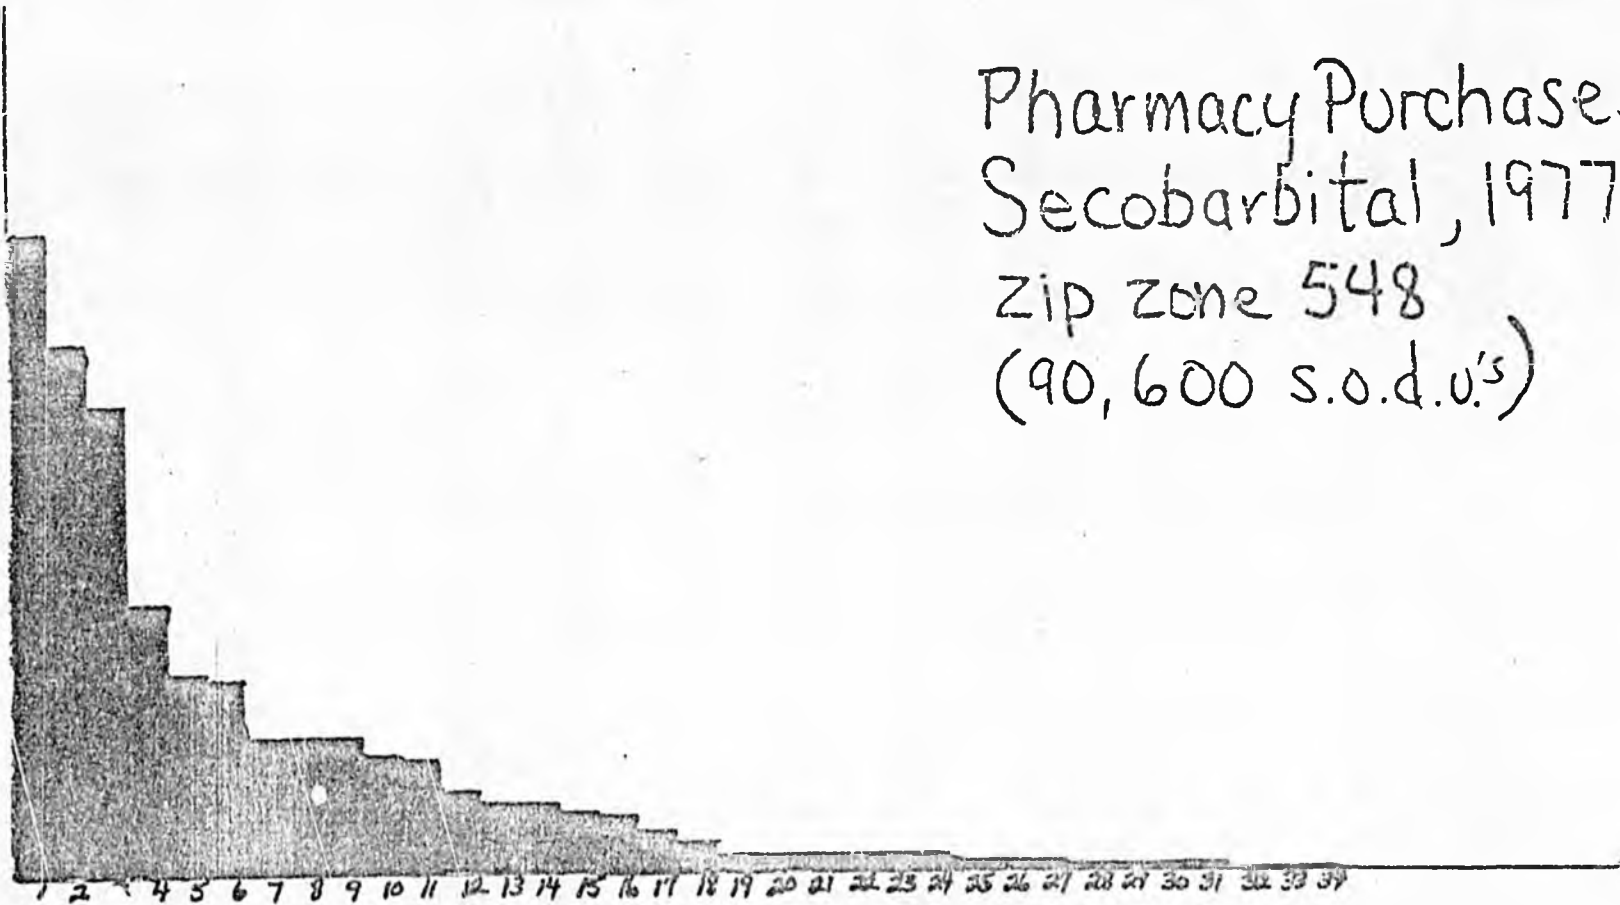 Pharmacy Purchase
Secobarbital, 1977
Zip Zone 548
(90,600 s.o.d.u.'s)
1 2 4 5 6 7 8 9 10 11 12 13 14 15 16 17 18 19 20 21 22 23 24 25 26 27 28 29 30 31 32 33 34